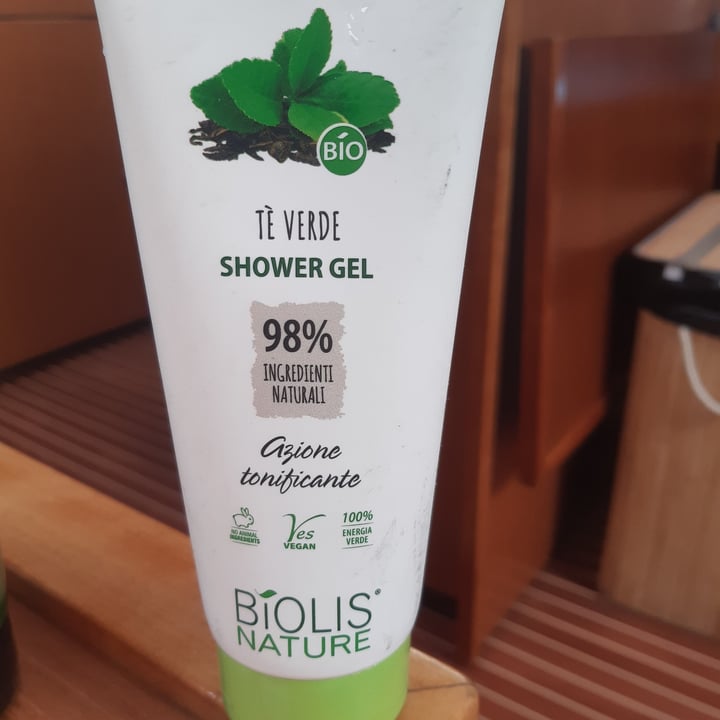 BIO
TÈ VERDE
SHOWER GEL
98%
INGREDIENTI
NATURALI
Azione
tonificante
NO ANIMAL
INGREDIENTS
Yes
VEGAN
100%
ENERGIA
VERDE
BiOLIS®
NATURE